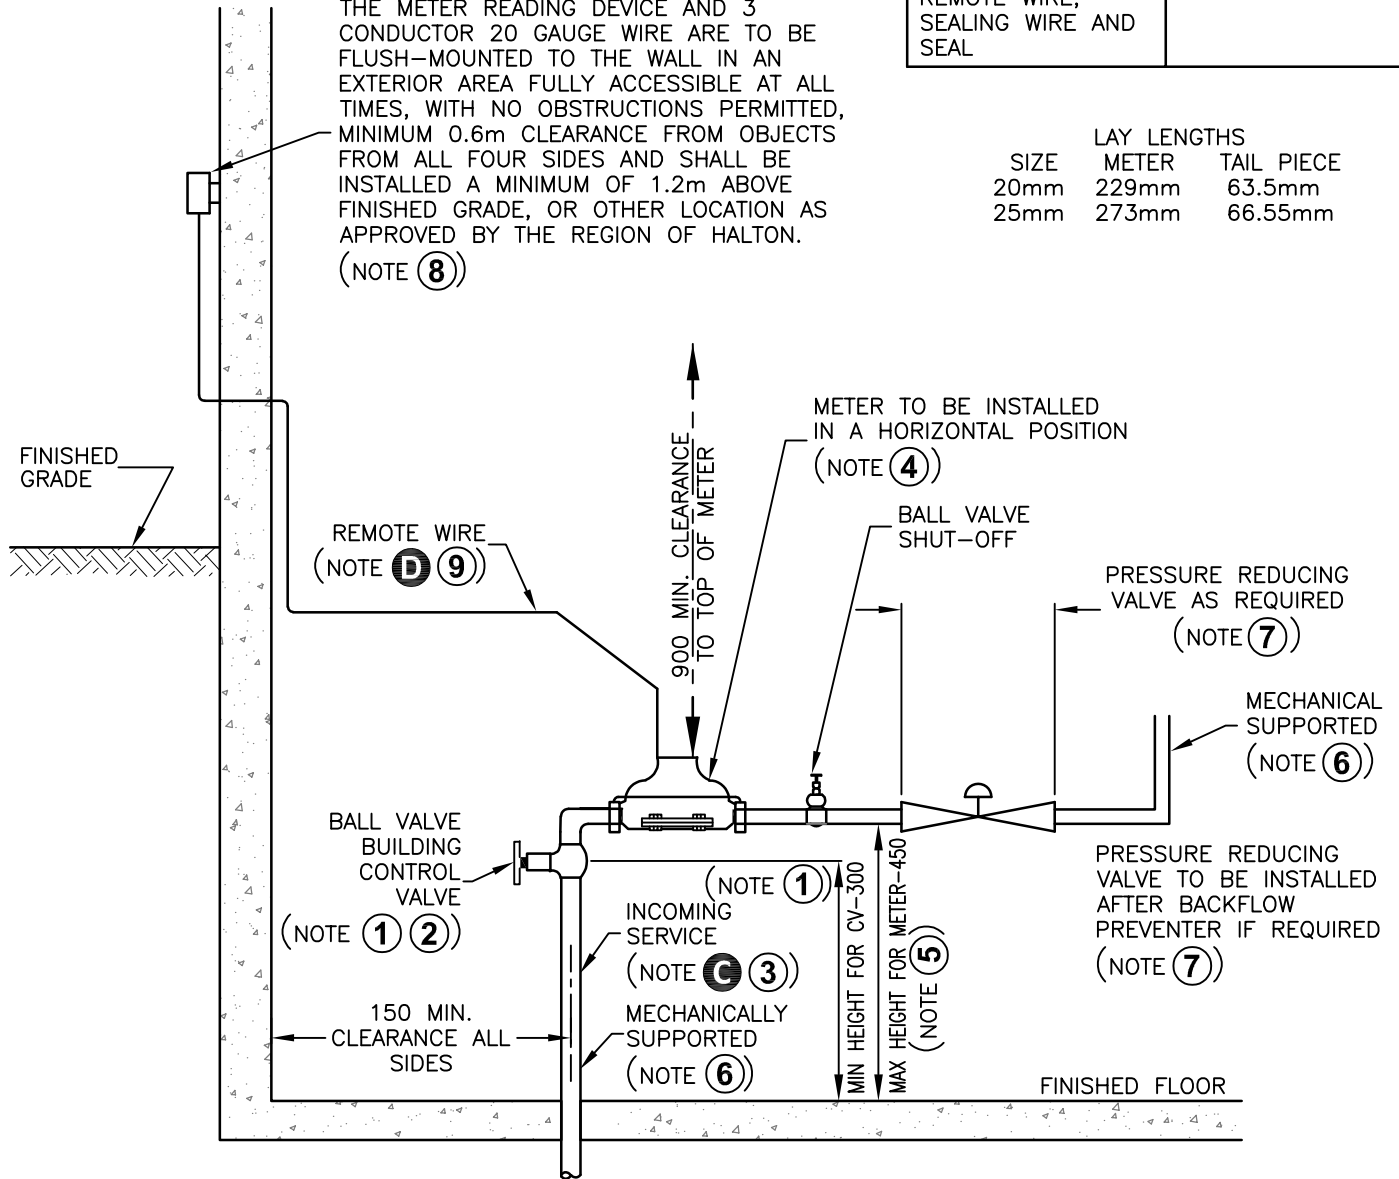 THE METER READING DEVICE AND 3
CONDUCTOR 20 GAUGE WIRE ARE TO BE
FLUSH-MOUNTED TO THE WALL IN AN
EXTERIOR AREA FULLY ACCESSIBLE AT ALL
TIMES, WITH NO OBSTRUCTIONS PERMITTED,
MINIMUM 0.6m CLEARANCE FROM OBJECTS
FROM ALL FOUR SIDES AND SHALL BE
INSTALLED A MINIMUM OF 1.2m ABOVE
FINISHED GRADE, OR OTHER LOCATION AS
APPROVED BY THE REGION OF HALTON.
(NOTE 8)
REMOTE WIRE,
SEALING WIRE AND
SEAL
LAY LENGTHS
SIZE METER TAIL PIECE
20mm 229mm 63.5mm
25mm 273mm 66.55mm
METER TO BE INSTALLED
IN A HORIZONTAL POSITION
(NOTE 4)
FINISHED
GRADE
900 MIN. CLEARANCE
TO TOP OF METER
REMOTE WIRE
(NOTE D 9)
BALL VALVE
SHUT-OFF
PRESSURE REDUCING
VALVE AS REQUIRED
(NOTE 7)
MECHANICAL
SUPPORTED
(NOTE 6)
BALL VALVE
BUILDING
CONTROL
VALVE
(NOTE 1 2)
(NOTE 1)
INCOMING
SERVICE
(NOTE C 3)
MIN HEIGHT FOR CV-300
MAX HEIGHT FOR METER-450
(NOTE 5)
PRESSURE REDUCING
VALVE TO BE INSTALLED
AFTER BACKFLOW
PREVENTER IF REQUIRED
(NOTE 7)
150 MIN.
CLEARANCE ALL
SIDES
MECHANICALLY
SUPPORTED
(NOTE 6)
FINISHED FLOOR